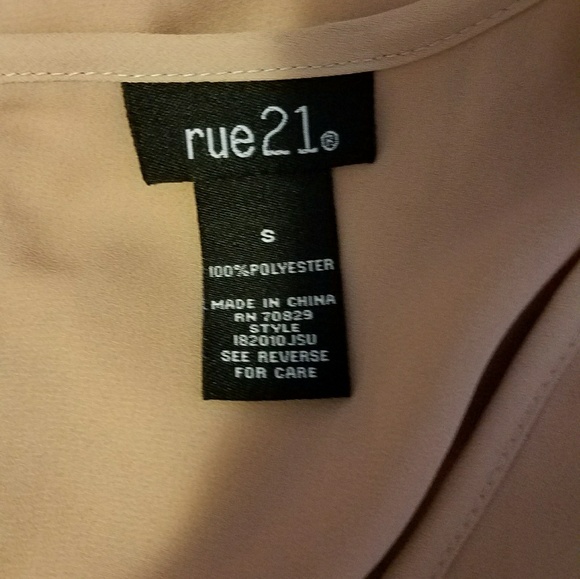 rue21®
S
100%POLYESTER
MADE IN CHINA
RN 70829
STYLE
182010JSU
SEE REVERSE
FOR CARE